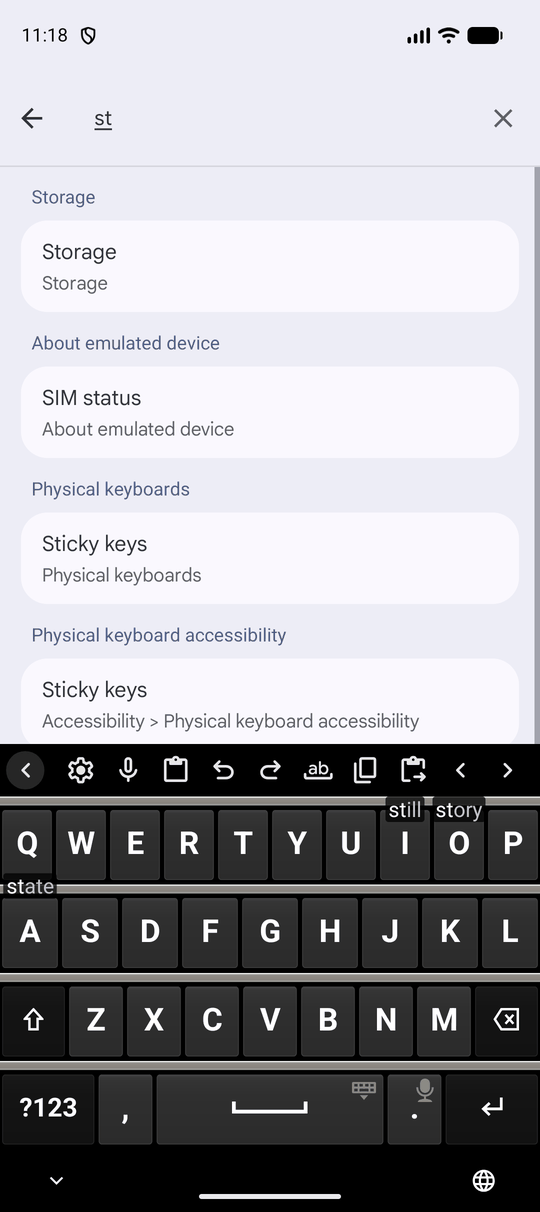 11:18
st
Storage
Storage
Storage
About emulated device
SIM status
About emulated device
Physical keyboards
Sticky keys
Physical keyboards
Physical keyboard accessibility
Sticky keys
Accessibility > Physical keyboard accessibility
ab
still story
Q W E R T Y U I O P
state
A S D F G H J K L
Z X C V B N M
?123 , .